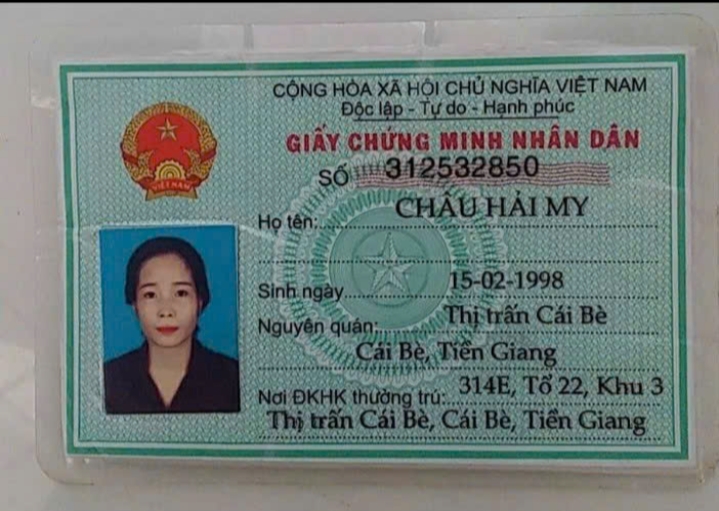 CỘNG HÒA XÃ HỘI CHỦ NGHĨA VIỆT NAM
Độc lập - Tự do - Hạnh phúc
GIẤY CHỨNG MINH NHÂN DÂN
SỐ 312532850
Họ tên: CHÂU HẢI MY
Sinh ngày 15-02-1998
Nguyên quán: Thị trấn Cái Bè
Cái Bè, Tiền Giang
Nơi ĐKHK thường trú: 314E, Tổ 22, Khu 3
Thị trấn Cái Bè, Cái Bè, Tiền Giang
VIỆT NAM